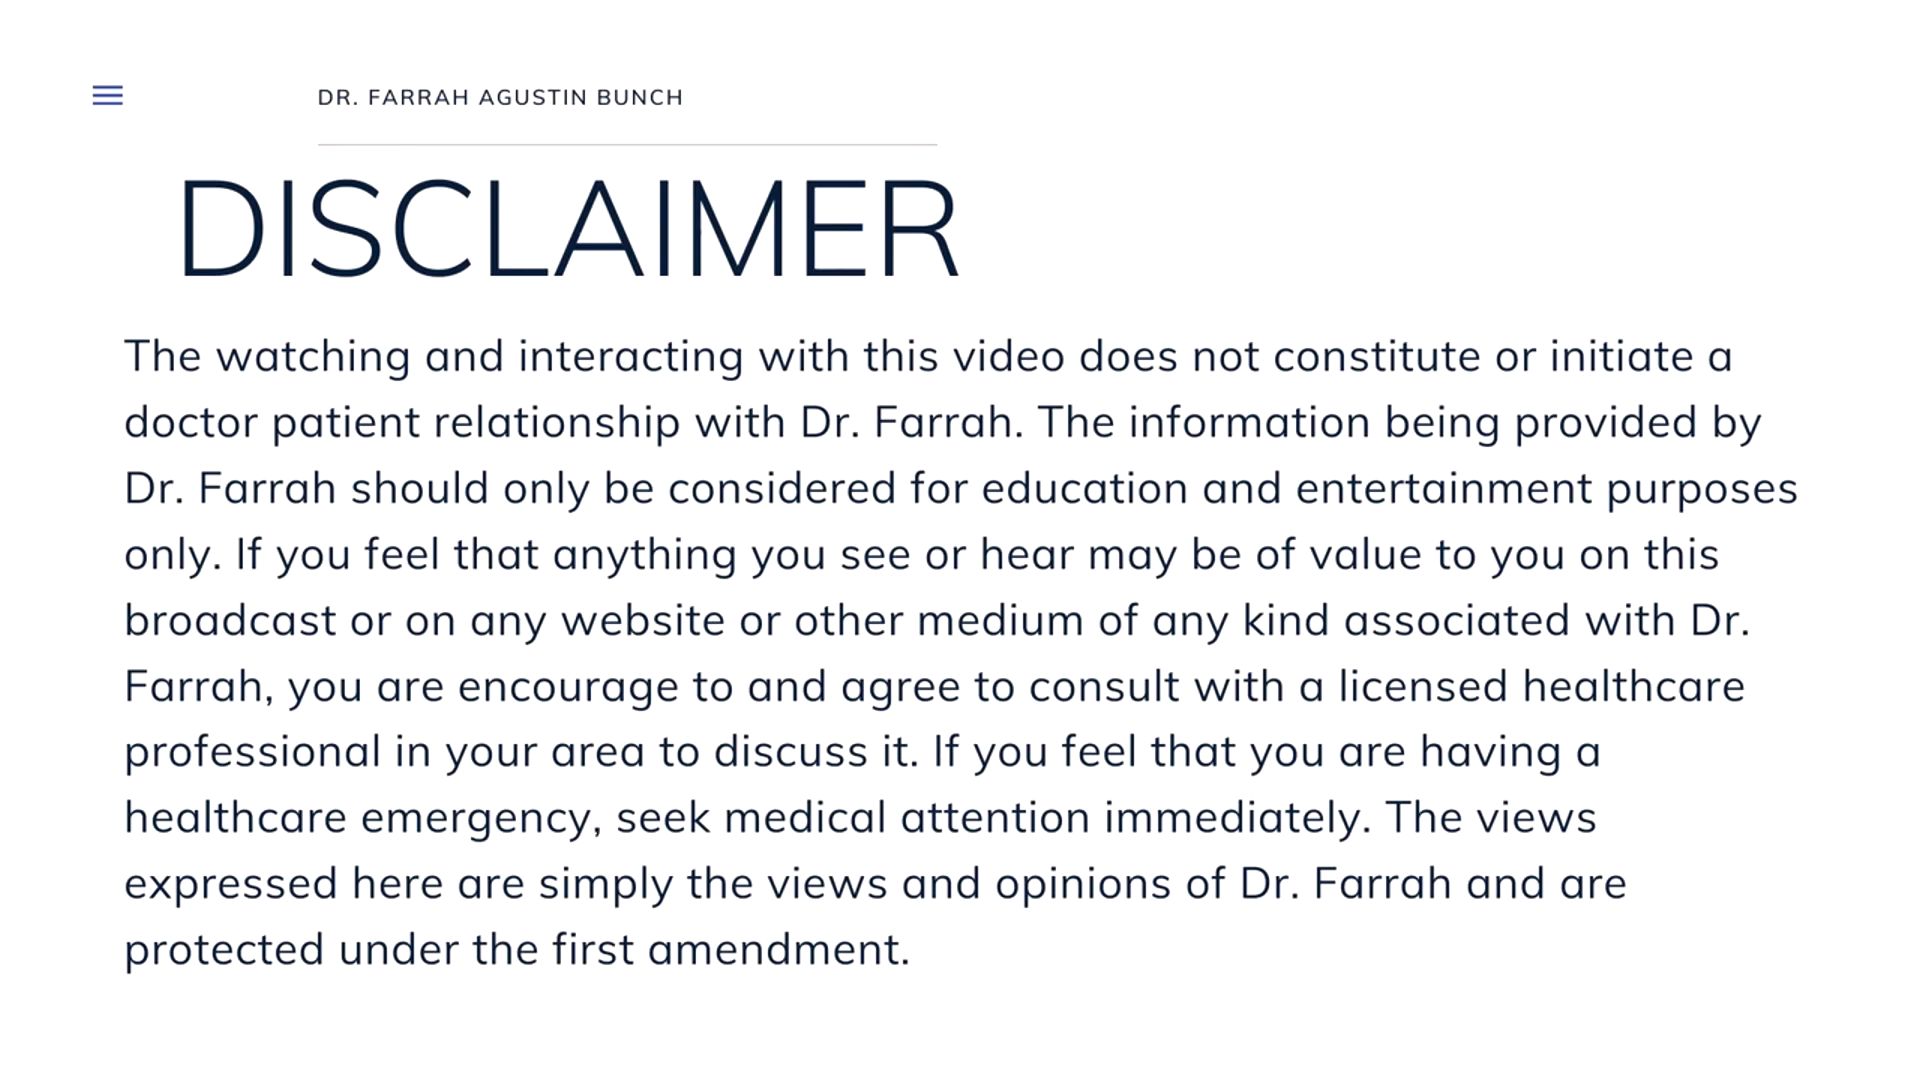 DR. FARRAH AGUSTIN BUNCH
DISCLAIMER
The watching and interacting with this video does not constitute or initiate a
doctor patient relationship with Dr. Farrah. The information being provided by
Dr. Farrah should only be considered for education and entertainment purposes
only. If you feel that anything you see or hear may be of value to you on this
broadcast or on any website or other medium of any kind associated with Dr.
Farrah, you are encourage to and agree to consult with a licensed healthcare
professional in your area to discuss it. If you feel that you are having a
healthcare emergency, seek medical attention immediately. The views
expressed here are simply the views and opinions of Dr. Farrah and are
protected under the first amendment.